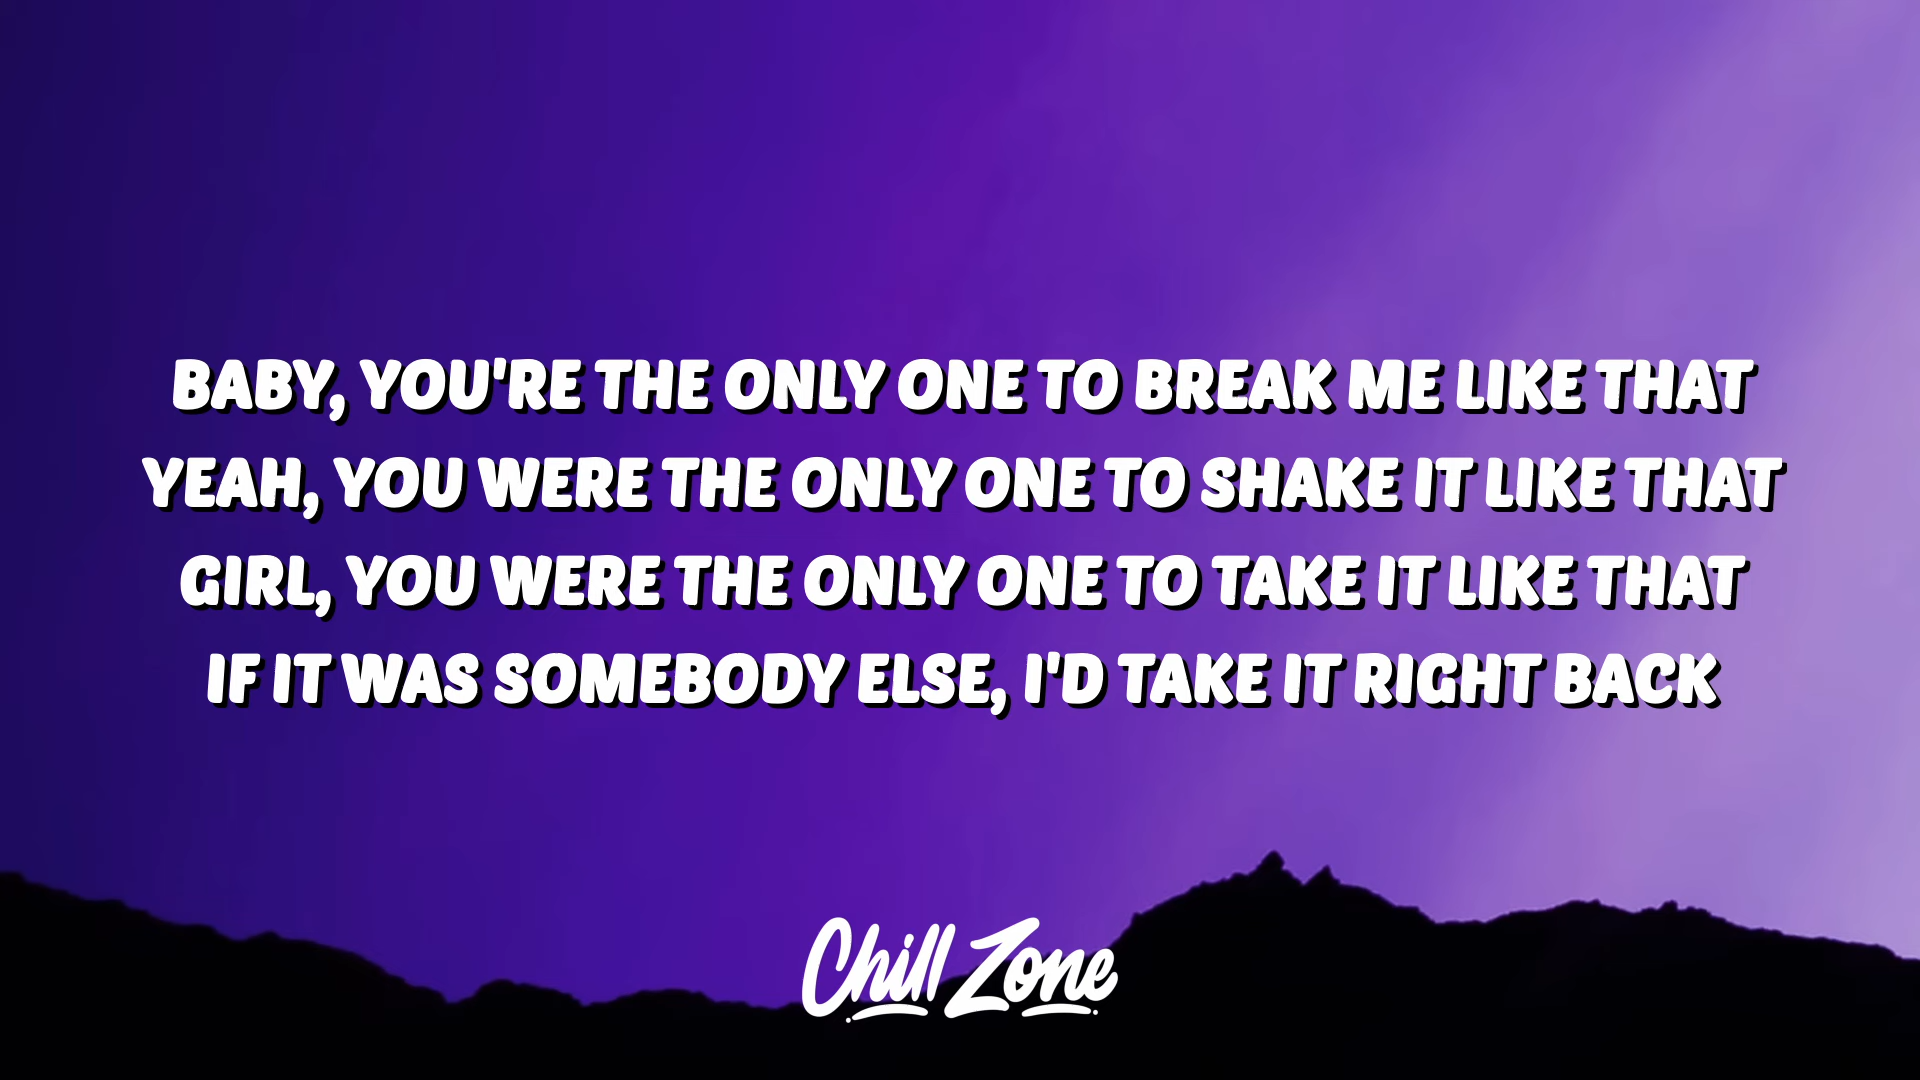 BABY, YOU'RE THE ONLY ONE TO BREAK ME LIKE THAT
YEAH, YOU WERE THE ONLY ONE TO SHAKE IT LIKE THAT
GIRL, YOU WERE THE ONLY ONE TO TAKE IT LIKE THAT
IF IT WAS SOMEBODY ELSE, I'D TAKE IT RIGHT BACK
Chill Zone